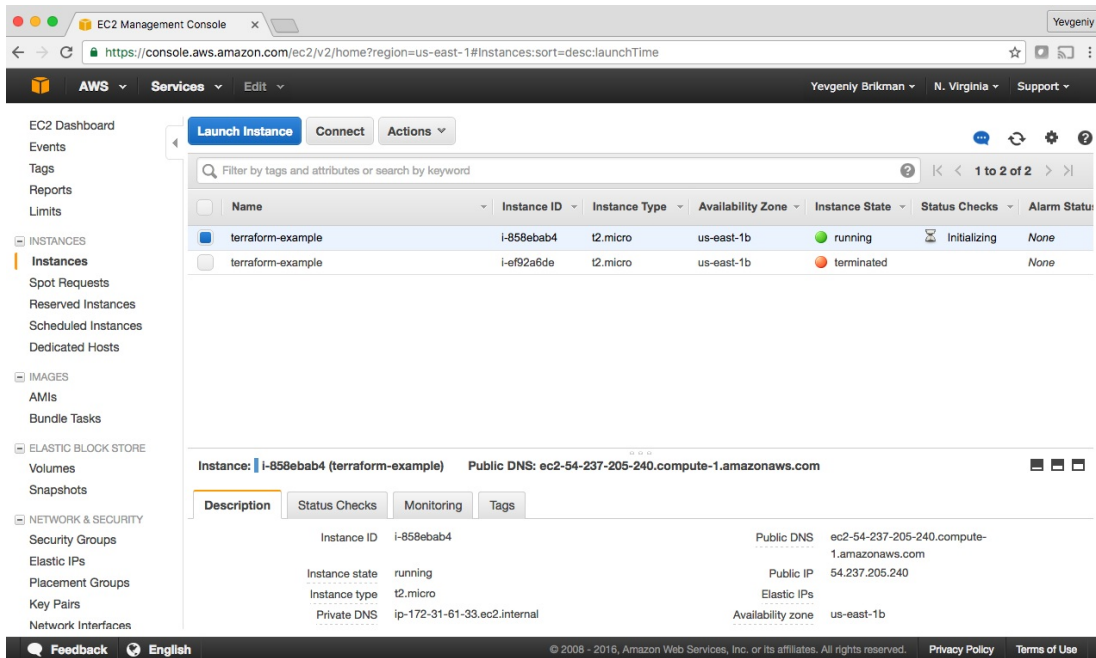 EC2 Management Console
Yevgeniy
https://console.aws.amazon.com/ec2/v2/home?region=us-east-1#Instances:sort=desc:launchTime
AWS Services Edit Yevgeniy Brikman N. Virginia Support
EC2 Dashboard
Events
Tags
Reports
Limits
INSTANCES
Instances
Spot Requests
Reserved Instances
Scheduled Instances
Dedicated Hosts
IMAGES
AMIs
Bundle Tasks
ELASTIC BLOCK STORE
Volumes
Snapshots
NETWORK & SECURITY
Security Groups
Elastic IPs
Placement Groups
Key Pairs
Network Interfaces
Launch Instance Connect Actions
Filter by tags and attributes or search by keyword 1 to 2 of 2
Name Instance ID Instance Type Availability Zone Instance State Status Checks Alarm Status
terraform-example i-858ebab4 t2.micro us-east-1b running Initializing None
terraform-example i-ef92a6de t2.micro us-east-1b terminated None
Instance: i-858ebab4 (terraform-example) Public DNS: ec2-54-237-205-240.compute-1.amazonaws.com
Description Status Checks Monitoring Tags
Instance ID i-858ebab4 Public DNS ec2-54-237-205-240.compute-
1.amazonaws.com
Instance state running Public IP 54.237.205.240
Instance type t2.micro Elastic IPs
Private DNS ip-172-31-61-33.ec2.internal Availability zone us-east-1b
Feedback English © 2008 - 2016, Amazon Web Services, Inc. or its affiliates. All rights reserved. Privacy Policy Terms of Use